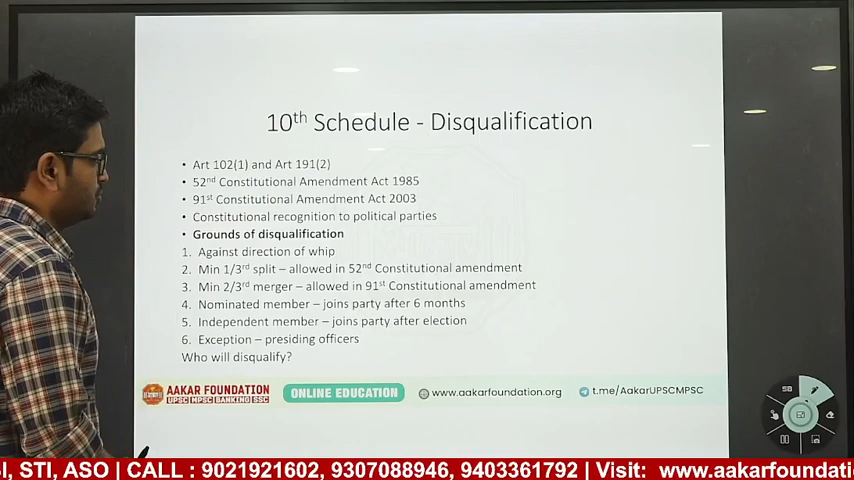 10th Schedule - Disqualification
• Art 102(1) and Art 191(2)
• 52nd Constitutional Amendment Act 1985
• 91st Constitutional Amendment Act 2003
• Constitutional recognition to political parties
• Grounds of disqualification
1. Against direction of whip
2. Min 1/3rd split – allowed in 52nd Constitutional amendment
3. Min 2/3rd merger – allowed in 91st Constitutional amendment
4. Nominated member – joins party after 6 months
5. Independent member – joins party after election
6. Exception – presiding officers
Who will disqualify?
AAKAR FOUNDATION
UPSC | MPSC | BANKING | SSC
ONLINE EDUCATION
www.aakarfoundation.org
t.me/AakarUPSCMPSC
SI, STI, ASO | CALL : 9021921602, 9307088946, 9403361792 | Visit: www.aakarfoundatio